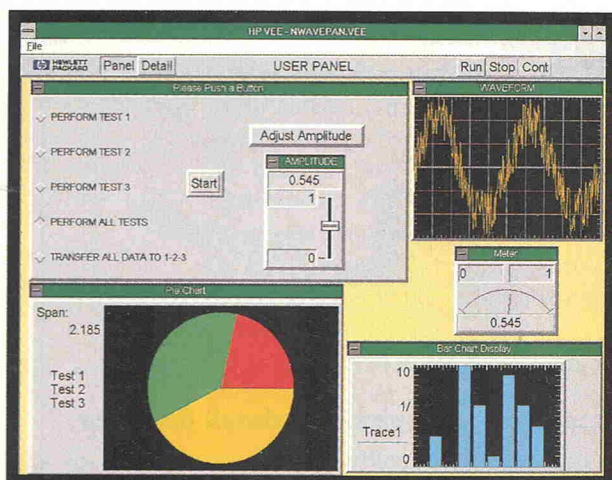 HP VEE - NWAVEPAN.VEE
File
hp HEWLETT PACKARD Panel Detail USER PANEL Run Stop Cont
Please Push a Button
PERFORM TEST 1
PERFORM TEST 2
PERFORM TEST 3
PERFORM ALL TESTS
TRANSFER ALL DATA TO 1-2-3
Start
Adjust Amplitude
AMPLITUDE
0.545
1
0
WAVEFORM
Meter
0 1
0.545
Pie Chart
Span:
2.185
Test 1
Test 2
Test 3
Bar Chart Display
10
1/
0
Trace1